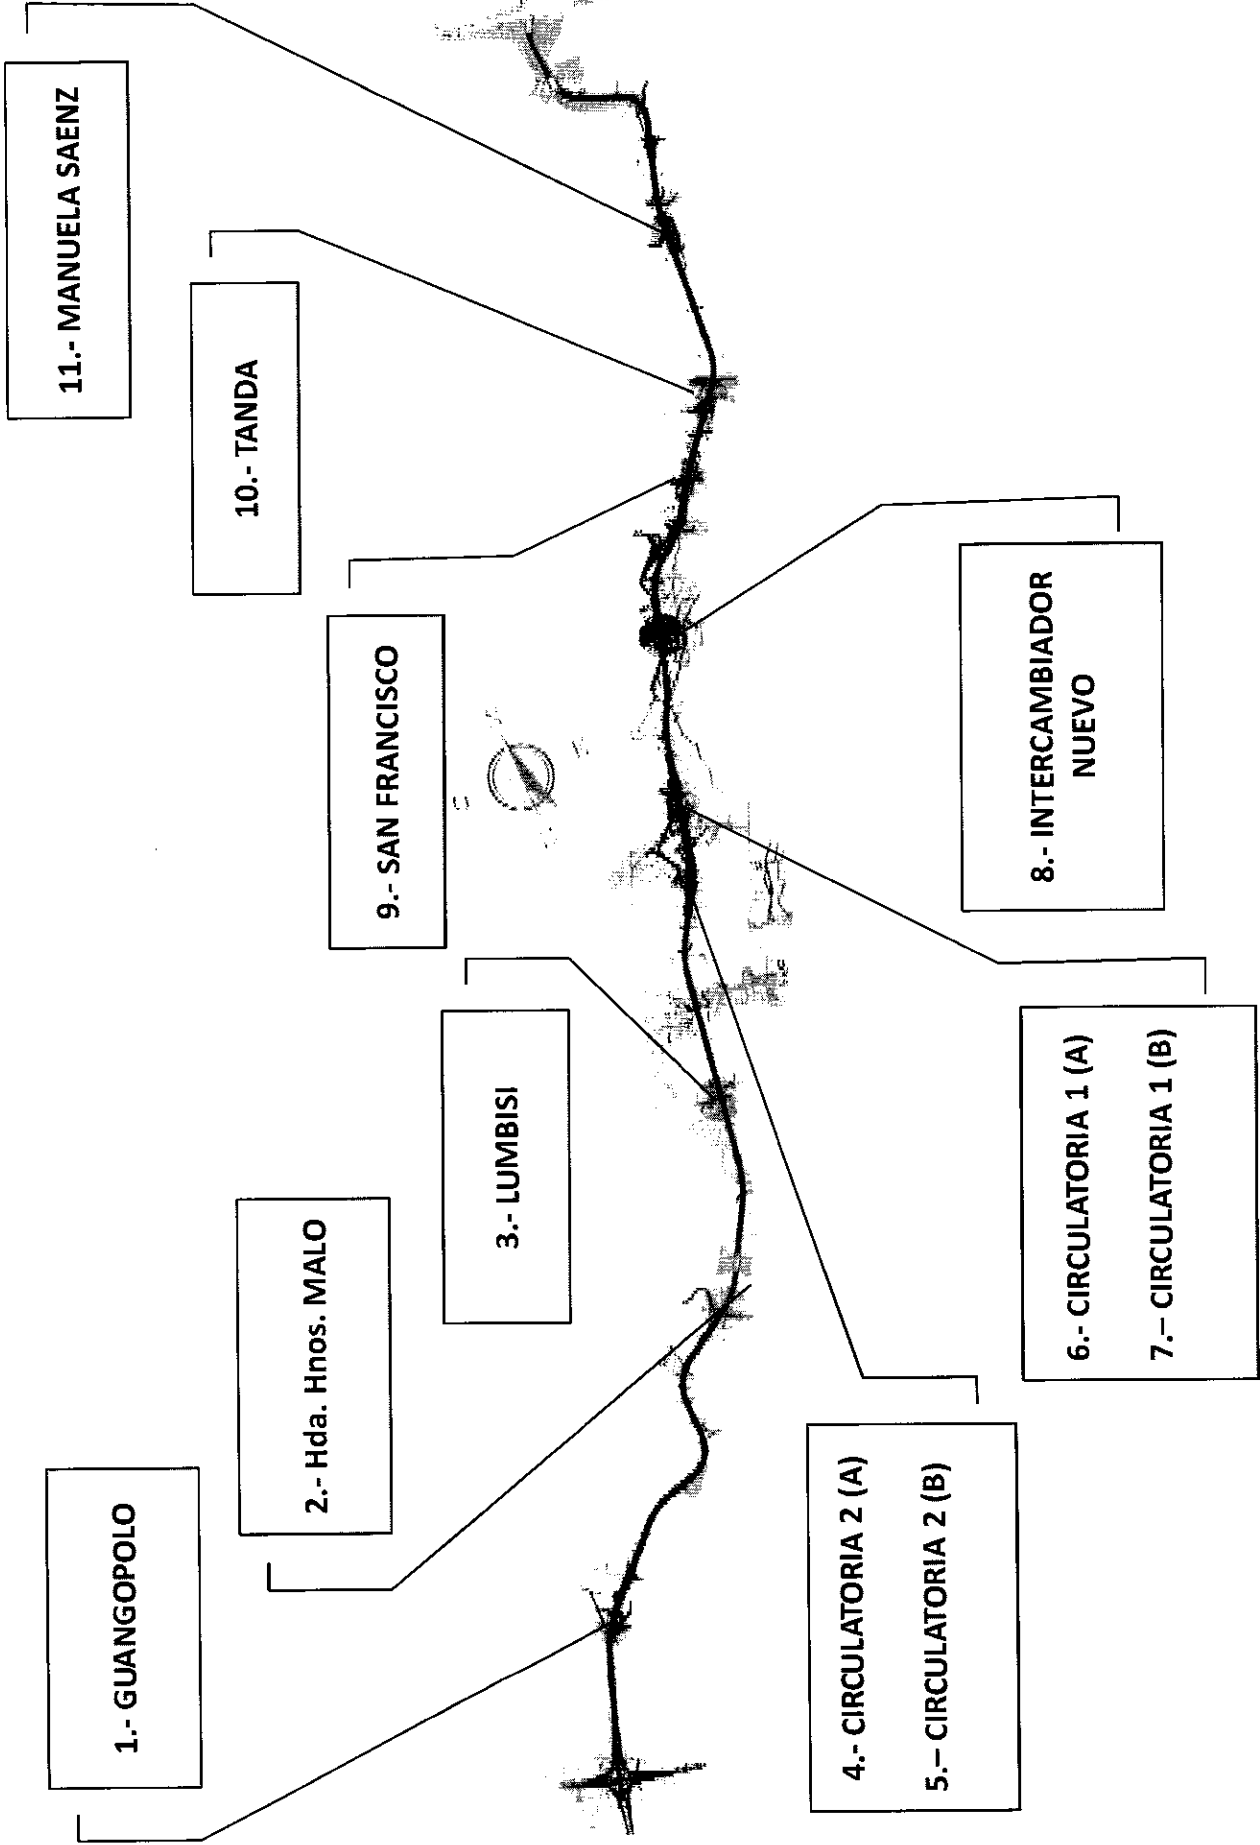 1.- GUANGOPOLO
2.- Hda. Hnos. MALO
3.- LUMBISI
4.- CIRCULATORIA 2 (A)
5.– CIRCULATORIA 2 (B)
6.- CIRCULATORIA 1 (A)
7.– CIRCULATORIA 1 (B)
8.- INTERCAMBIADOR
NUEVO
9.- SAN FRANCISCO
10.- TANDA
11.- MANUELA SAENZ